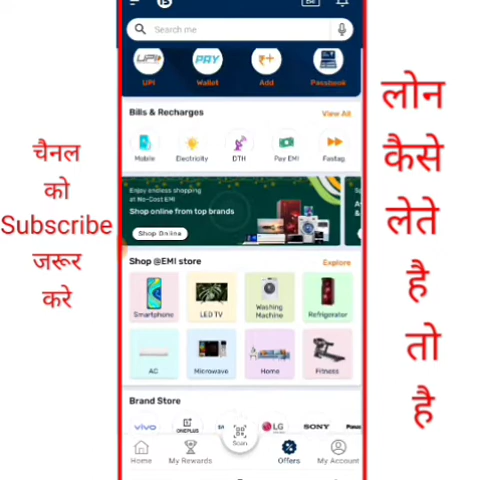 चैनल
को
Subscribe
जरूर
करे
Search me
UPI PAY ₹+
UPI Wallet Add Passbook
Bills & Recharges View All
Mobile Electricity DTH Pay EMI Fastag
Enjoy endless shopping
at No-Cost EMI
Shop online from top brands
Shop Online
Shop @EMI store Explore
Smartphone LED TV Washing Machine Refrigerator
AC Microwave Home Fitness
Brand Store
vivo ONEPLUS LG SONY
Scan
Home My Rewards Offers My Account
लोन
कैसे
लेते
है
तो
है